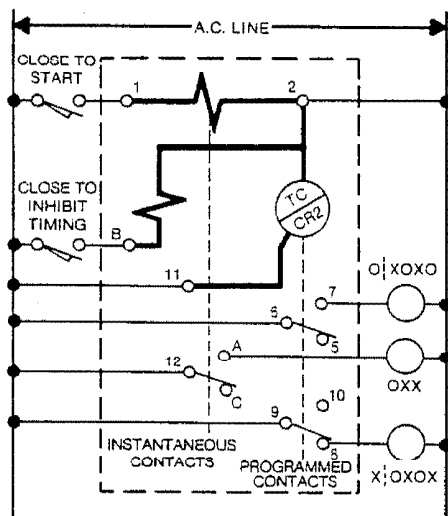 A.C. LINE
CLOSE TO
START
1
2
CLOSE TO
INHIBIT
TIMING
TC
CR2
B
11
O¦XOXO
7
6
5
A
12
OXX
C
10
9
INSTANTANEOUS
CONTACTS
PROGRAMMED
CONTACTS
8
X¦OXOX